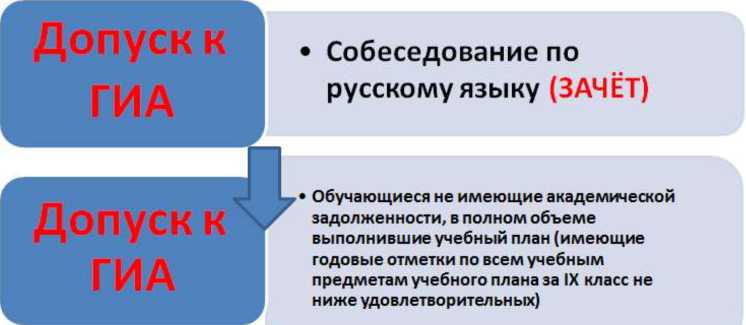 Допуск к
ГИА
• Собеседование по
русскому языку (ЗАЧЁТ)
Допуск к
ГИА
• Обучающиеся не имеющие академической
задолженности, в полном объеме
выполнившие учебный план (имеющие
годовые отметки по всем учебным
предметам учебного плана за IX класс не
ниже удовлетворительных)